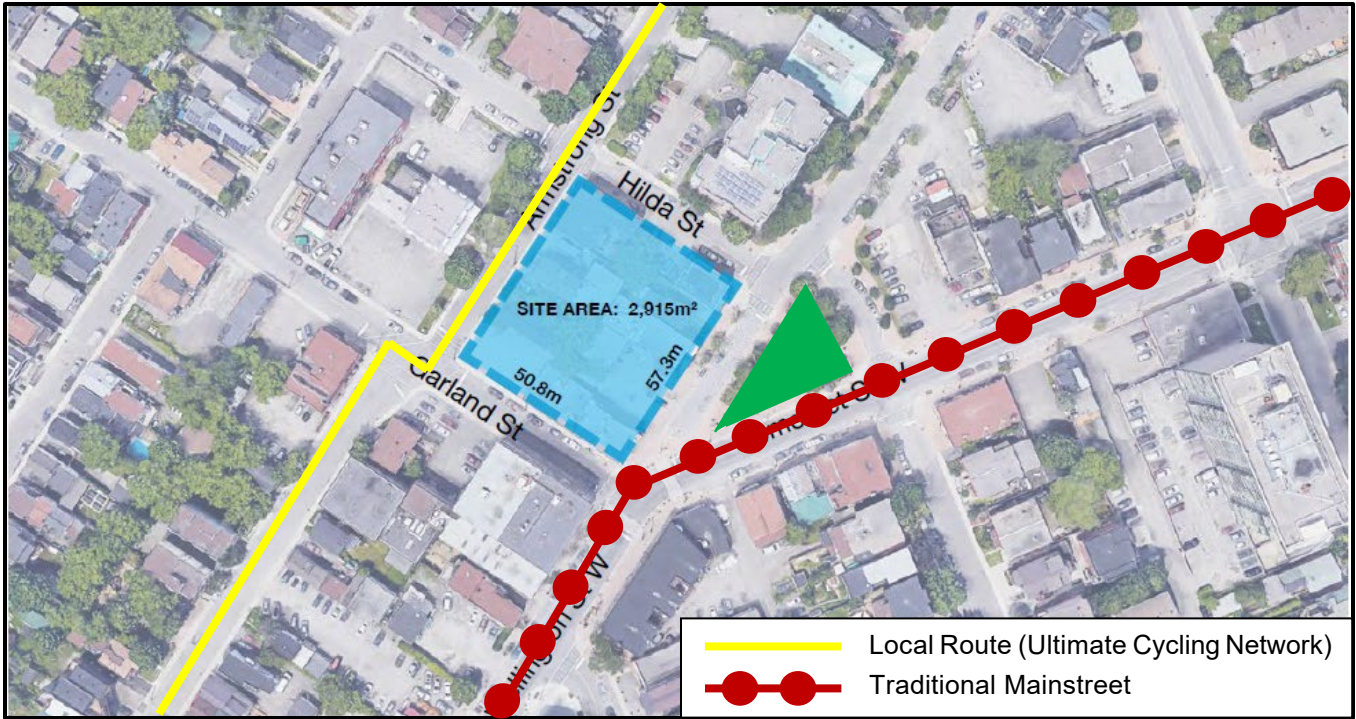 Armstrong St
Hilda St
SITE AREA: 2,915m²
50.8m
57.3m
Garland St
Local Route (Ultimate Cycling Network)
Traditional Mainstreet